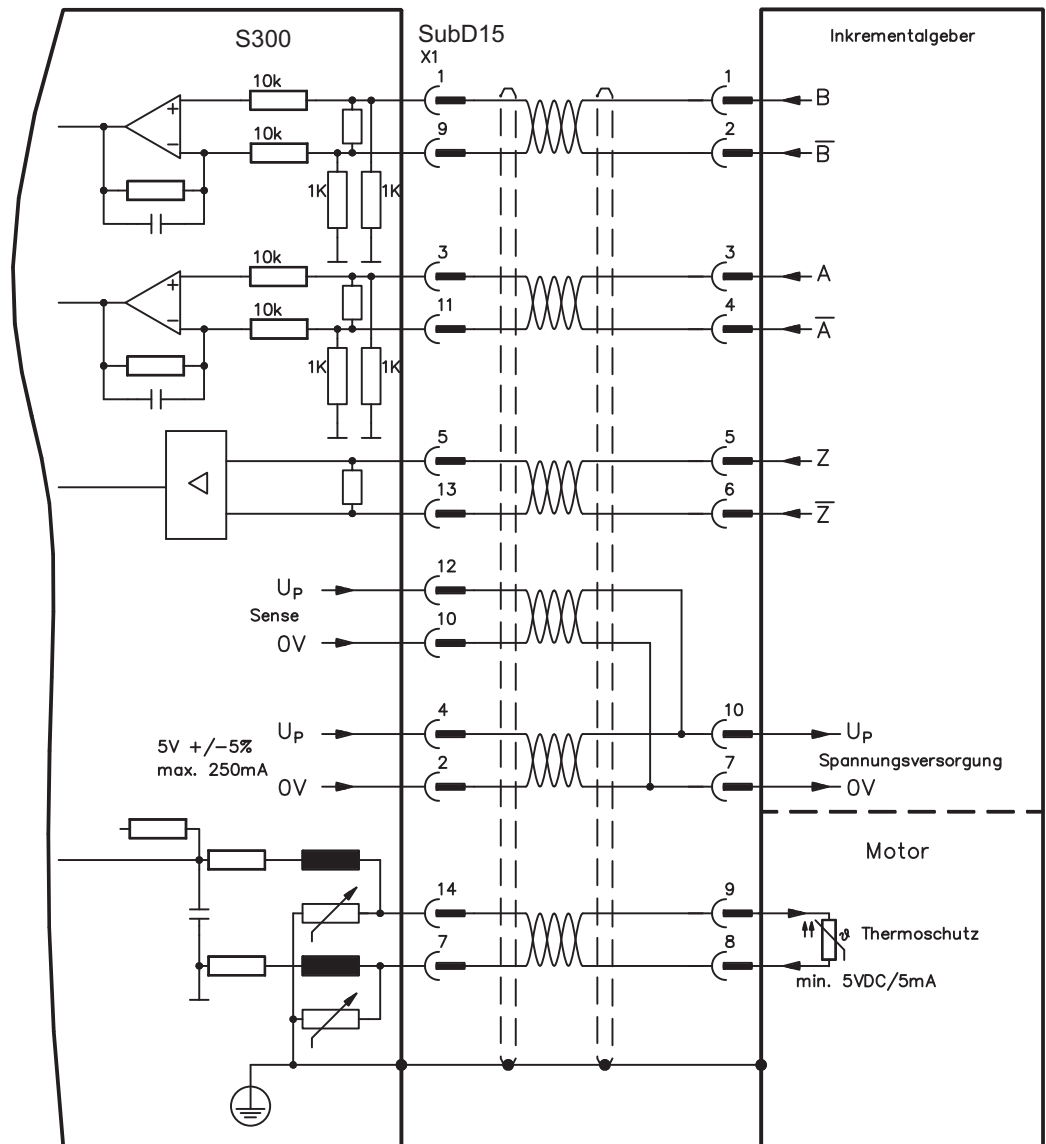 S300
SubD15
X1
Inkrementalgeber
10k
1
1
B
10k
9
2
B̅
1K
1K
10k
3
3
A
10k
11
4
A̅
1K
1K
5
5
Z
13
6
Z̅
UP
12
Sense
0V
10
5V +/-5%
max. 250mA
UP
4
10
UP
Spannungsversorgung
0V
2
7
0V
Motor
14
9
ϑ Thermoschutz
7
8
min. 5VDC/5mA